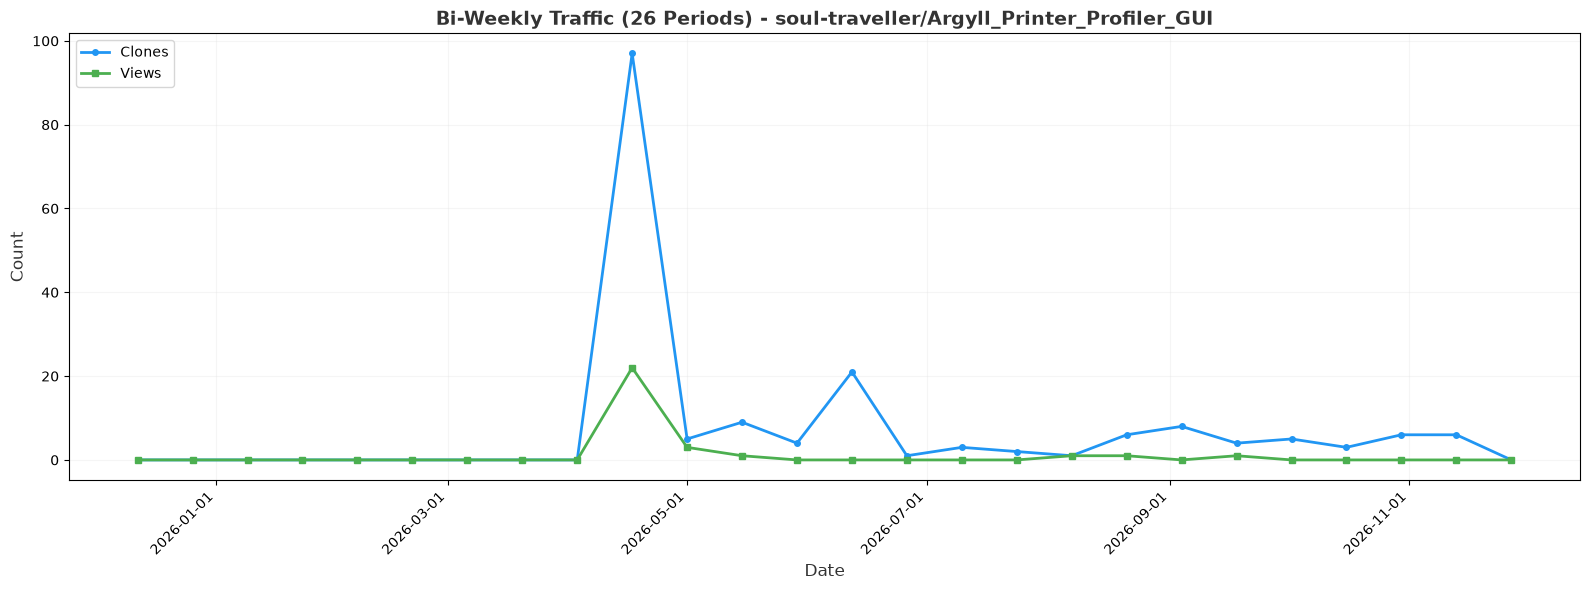 Bi-Weekly Traffic (26 Periods) - soul-traveller/Argyll_Printer_Profiler_GUI
Clones
Views
100
80
60
40
20
0
Count
2026-01-01
2026-03-01
2026-05-01
2026-07-01
2026-09-01
2026-11-01
Date